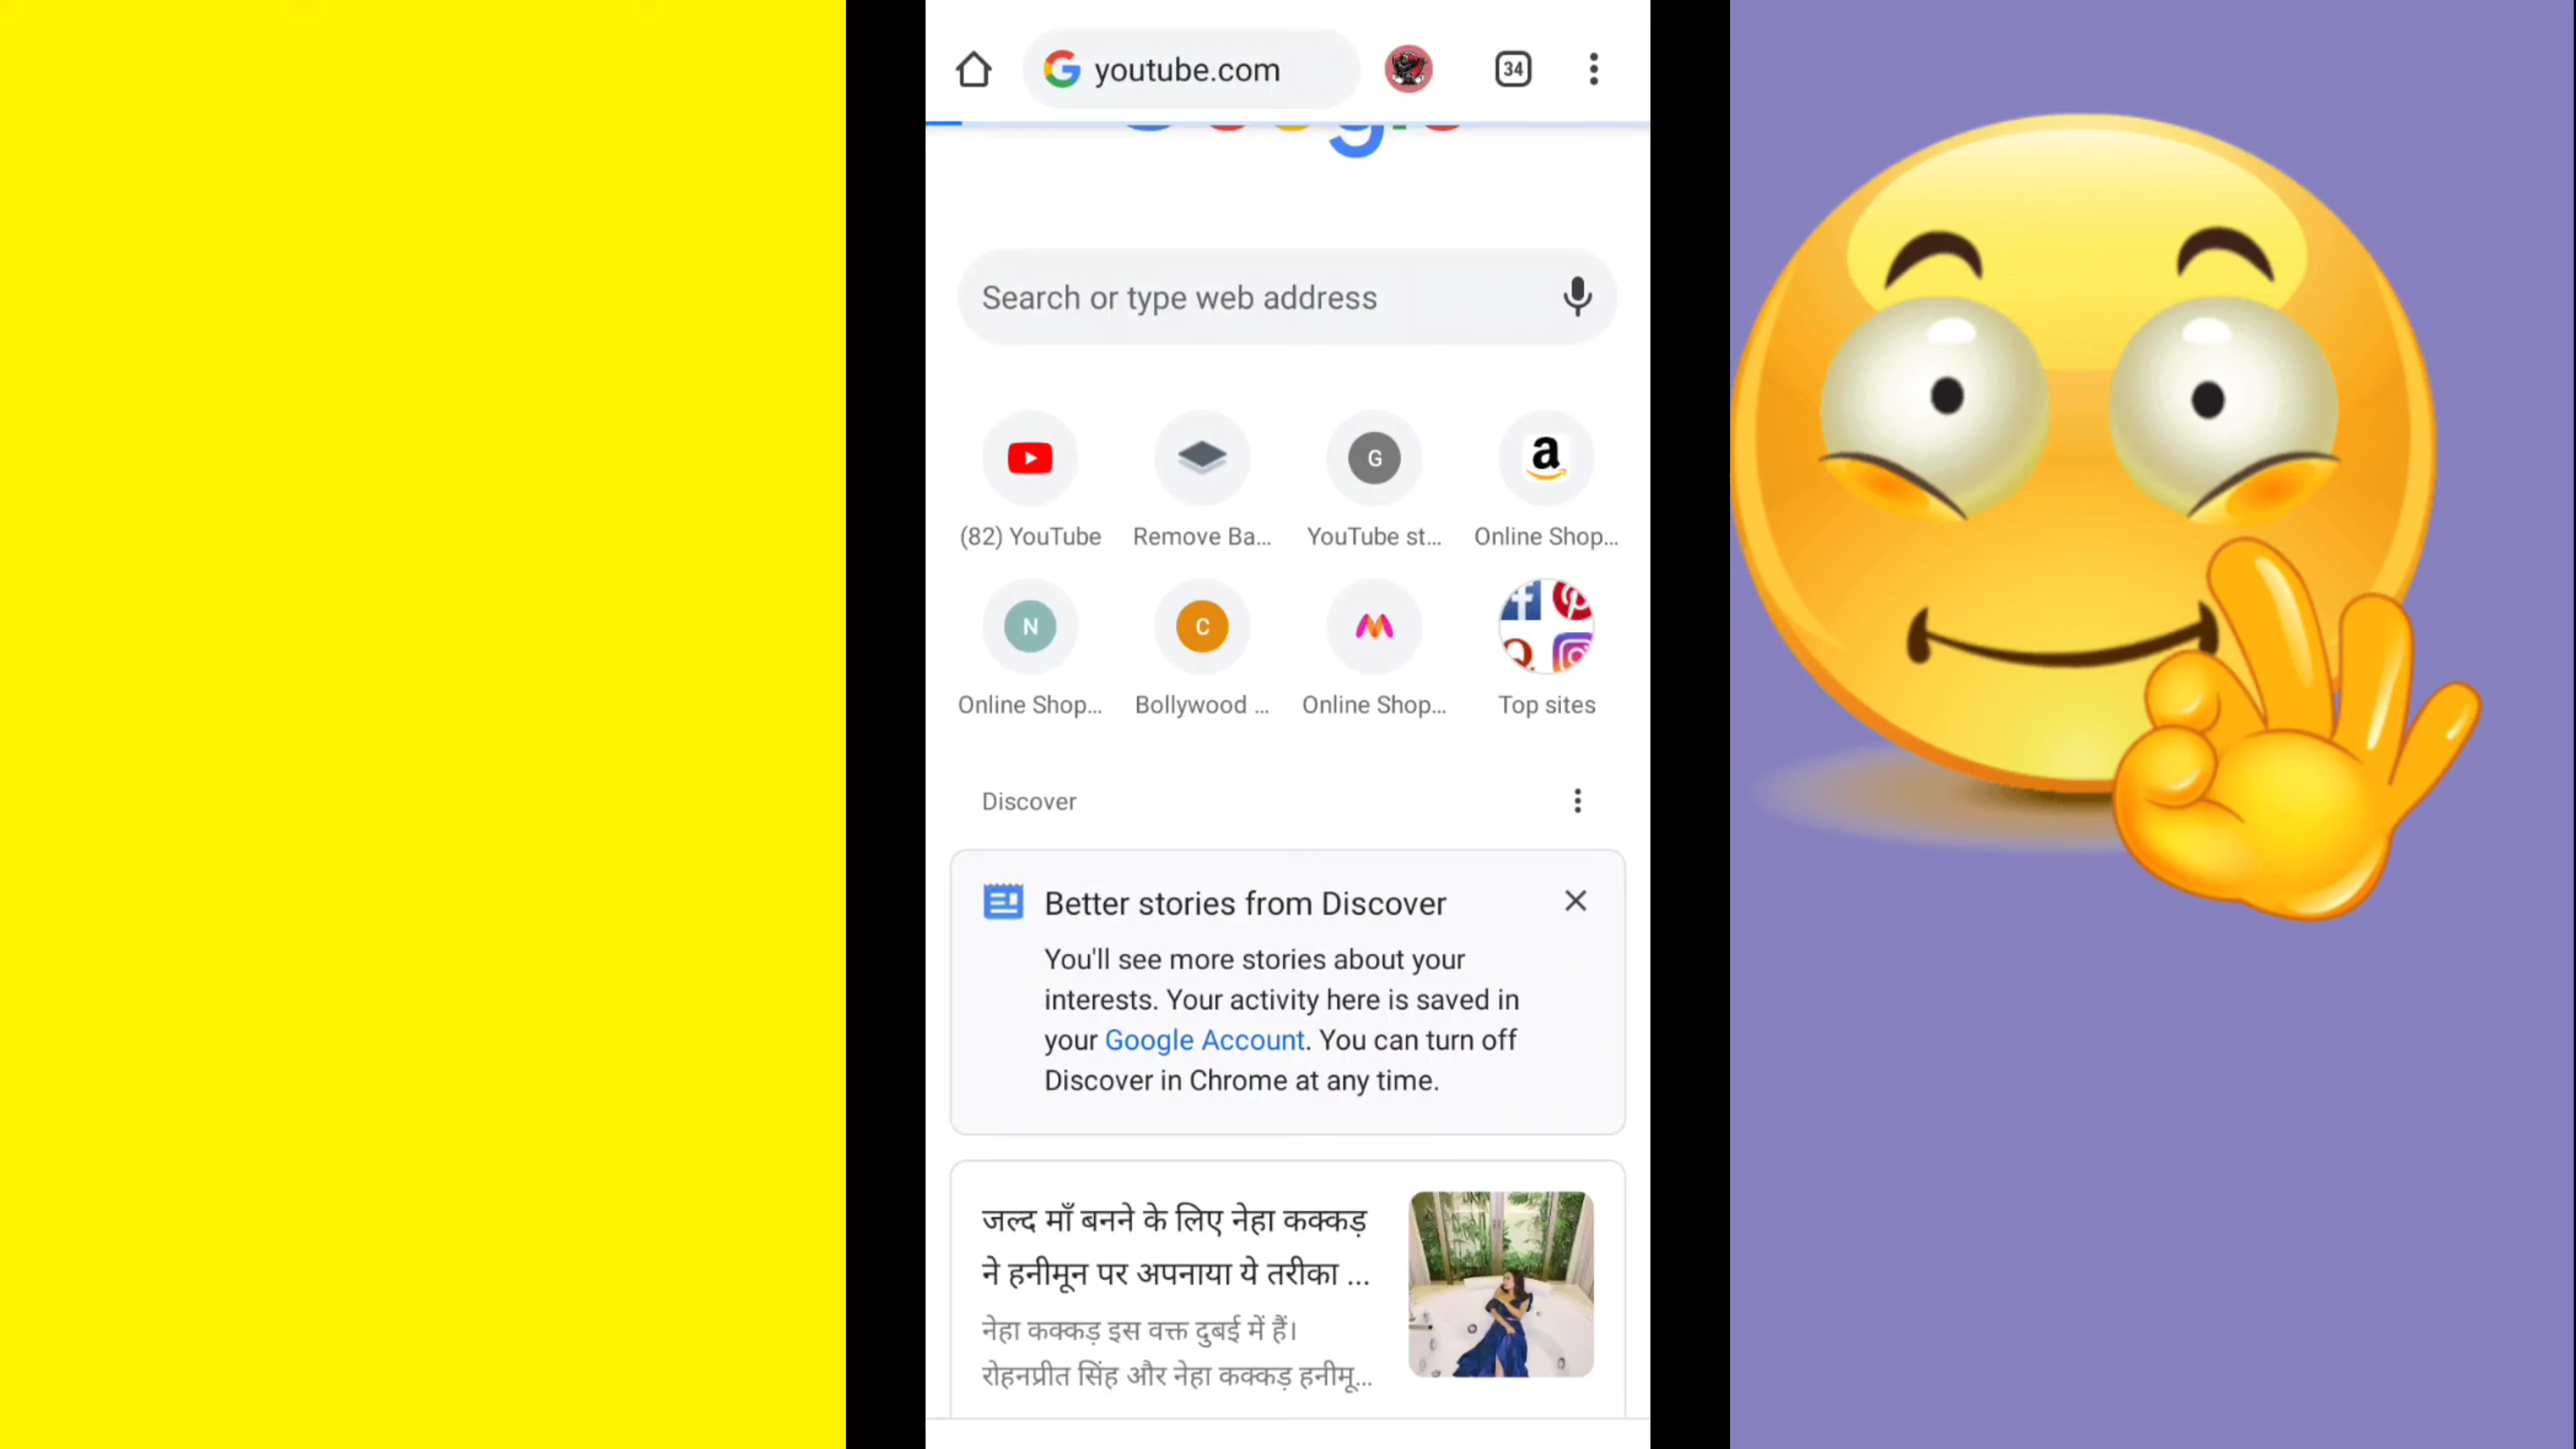 youtube.com
34
Google
Search or type web address
G
a
(82) YouTube
Remove Ba...
YouTube st...
Online Shop...
N
C
Online Shop...
Bollywood ...
Online Shop...
Top sites
Discover
Better stories from Discover
You'll see more stories about your
interests. Your activity here is saved in
your Google Account. You can turn off
Discover in Chrome at any time.
जल्द माँ बनने के लिए नेहा कक्कड़
ने हनीमून पर अपनाया ये तरीका ...
नेहा कक्कड़ इस वक्त दुबई में हैं।
रोहनप्रीत सिंह और नेहा कक्कड़ हनीमू...